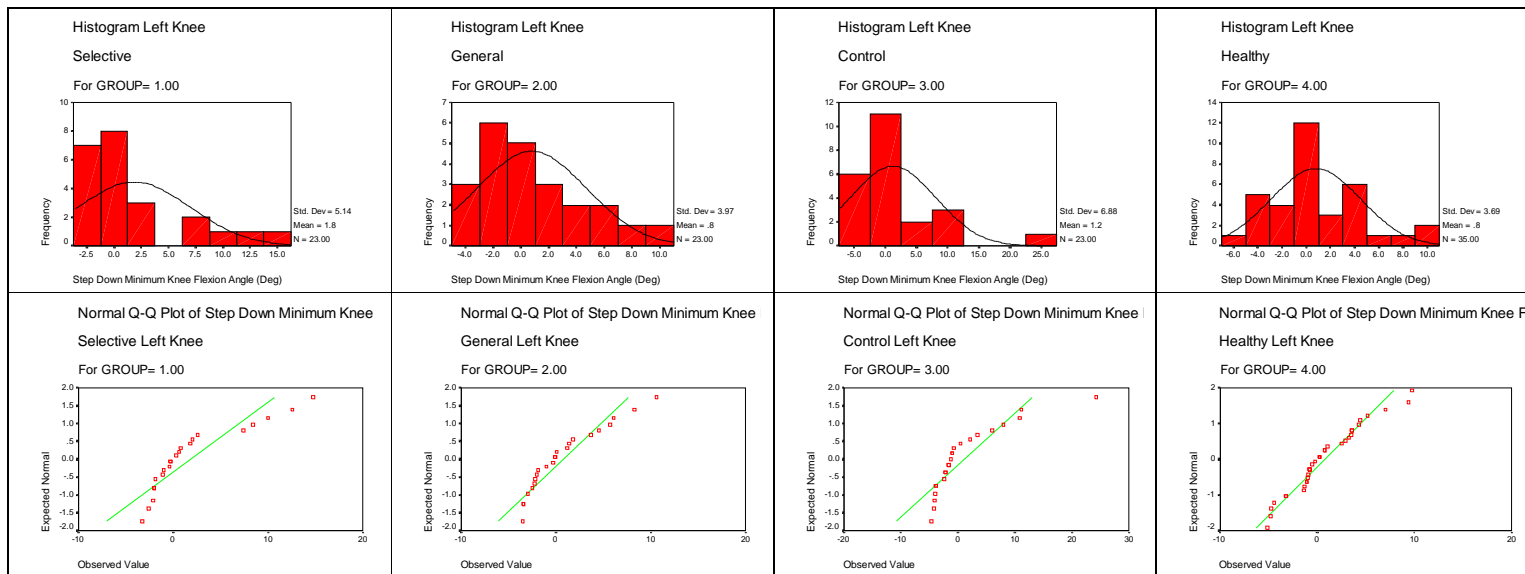 Histogram Left Knee
Selective
For GROUP= 1.00
10
8
6
4
2
0
Frequency
-2.5 0.0 2.5 5.0 7.5 10.0 12.5 15.0
Std. Dev = 5.14
Mean = 1.8
N = 23.00
Step Down Minimum Knee Flexion Angle (Deg)
Histogram Left Knee
General
For GROUP= 2.00
7
6
5
4
3
2
1
0
Frequency
-4.0 -2.0 0.0 2.0 4.0 6.0 8.0 10.0
Std. Dev = 3.97
Mean = .8
N = 23.00
Step Down Minimum Knee Flexion Angle (Deg)
Histogram Left Knee
Control
For GROUP= 3.00
12
10
8
6
4
2
0
Frequency
-5.0 0.0 5.0 10.0 15.0 20.0 25.0
Std. Dev = 6.88
Mean = 1.2
N = 23.00
Step Down Minimum Knee Flexion Angle (Deg)
Histogram Left Knee
Healthy
For GROUP= 4.00
14
12
10
8
6
4
2
0
Frequency
-6.0 -4.0 -2.0 0.0 2.0 4.0 6.0 8.0 10.0
Std. Dev = 3.69
Mean = .8
N = 35.00
Step Down Minimum Knee Flexion Angle (Deg)
Normal Q-Q Plot of Step Down Minimum Knee
Selective Left Knee
For GROUP= 1.00
2.0
1.5
1.0
.5
0.0
-.5
-1.0
-1.5
-2.0
Expected Normal
-10 0 10 20
Observed Value
Normal Q-Q Plot of Step Down Minimum Knee
General Left Knee
For GROUP= 2.00
2.0
1.5
1.0
.5
0.0
-.5
-1.0
-1.5
-2.0
Expected Normal
-10 0 10 20
Observed Value
Normal Q-Q Plot of Step Down Minimum Knee
Control Left Knee
For GROUP= 3.00
2.0
1.5
1.0
.5
0.0
-.5
-1.0
-1.5
-2.0
Expected Normal
-20 -10 0 10 20 30
Observed Value
Normal Q-Q Plot of Step Down Minimum Knee F
Healthy Left Knee
For GROUP= 4.00
2
1
0
-1
-2
Expected Normal
-10 0 10 20
Observed Value